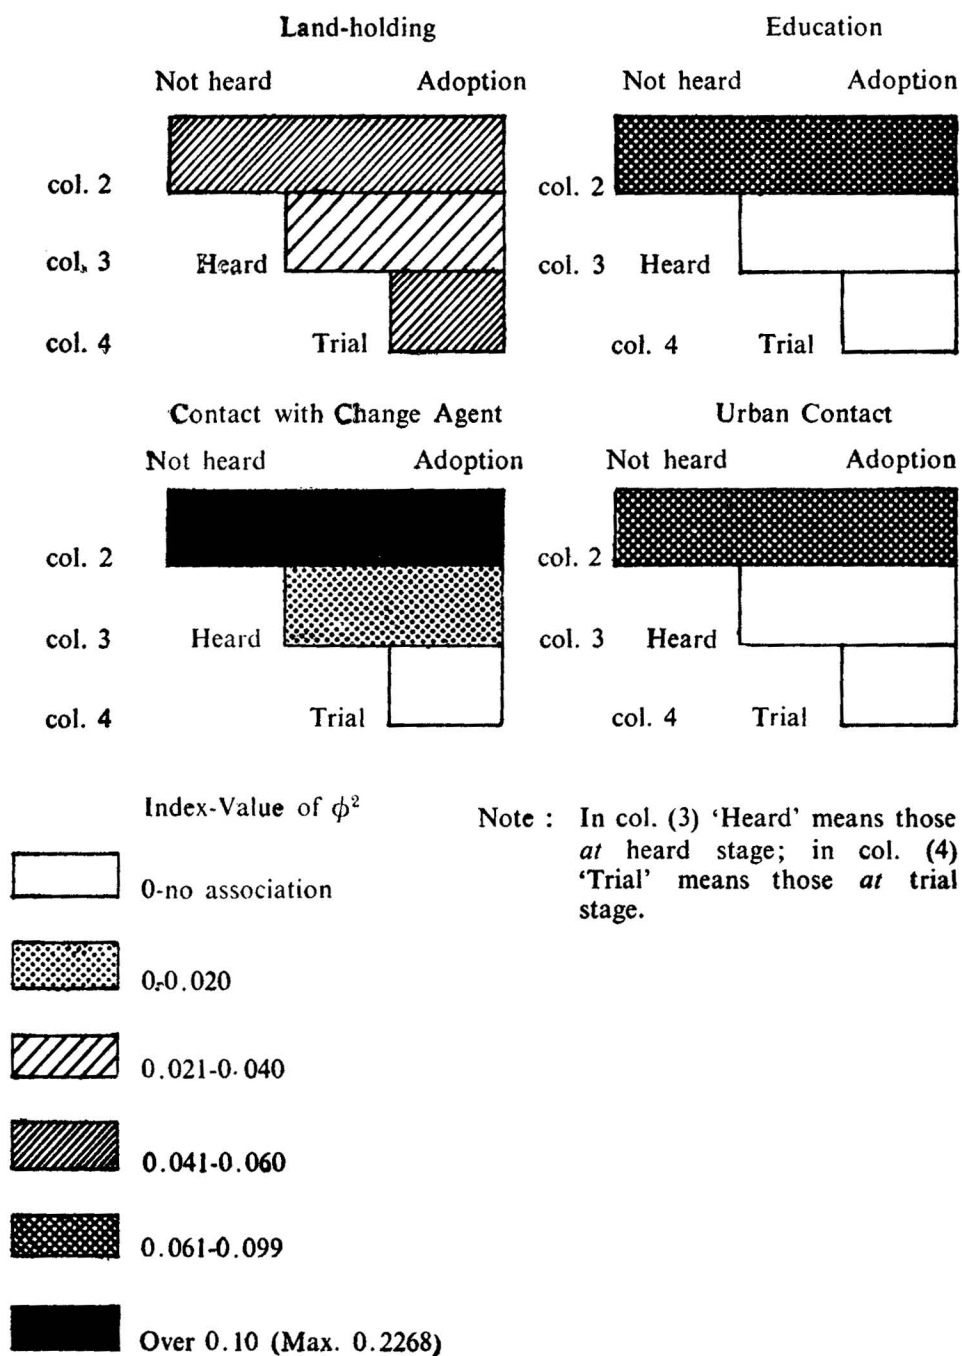 Land-holding
Not heard Adoption
col. 2
col. 3 Heard
col. 4 Trial
Education
Not heard Adoption
col. 2
col. 3 Heard
col. 4 Trial
Contact with Change Agent
Not heard Adoption
col. 2
col. 3 Heard
col. 4 Trial
Urban Contact
Not heard Adoption
col. 2
col. 3 Heard
col. 4 Trial
Index-Value of ϕ²
0-no association
0-0.020
0.021-0.040
0.041-0.060
0.061-0.099
Over 0.10 (Max. 0.2268)
Note : In col. (3) ‘Heard’ means those
at heard stage; in col. (4)
‘Trial’ means those at trial
stage.